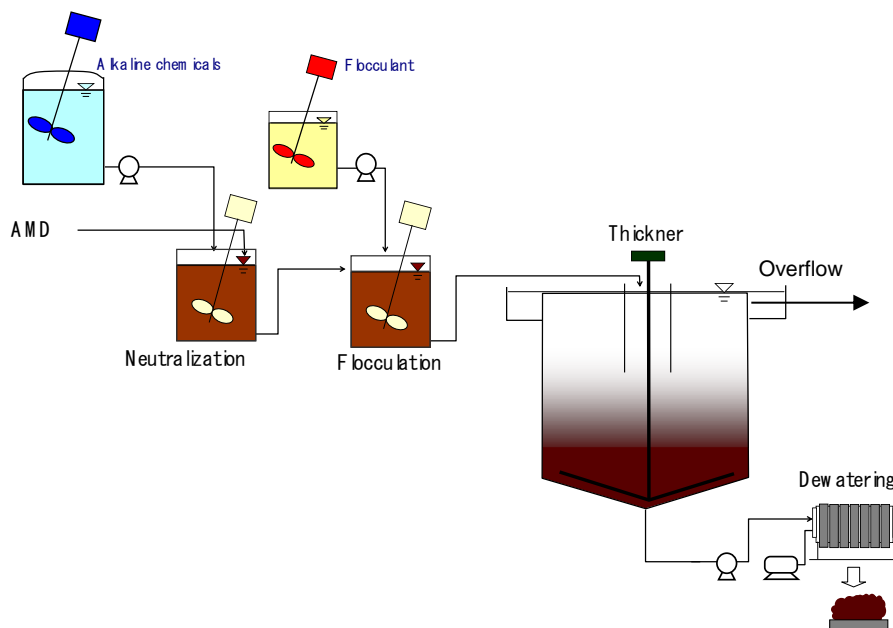 Alkaline chemicals
Flocculant
AMD
Neutralization
Flocculation
Thickner
Overflow
Dewatering